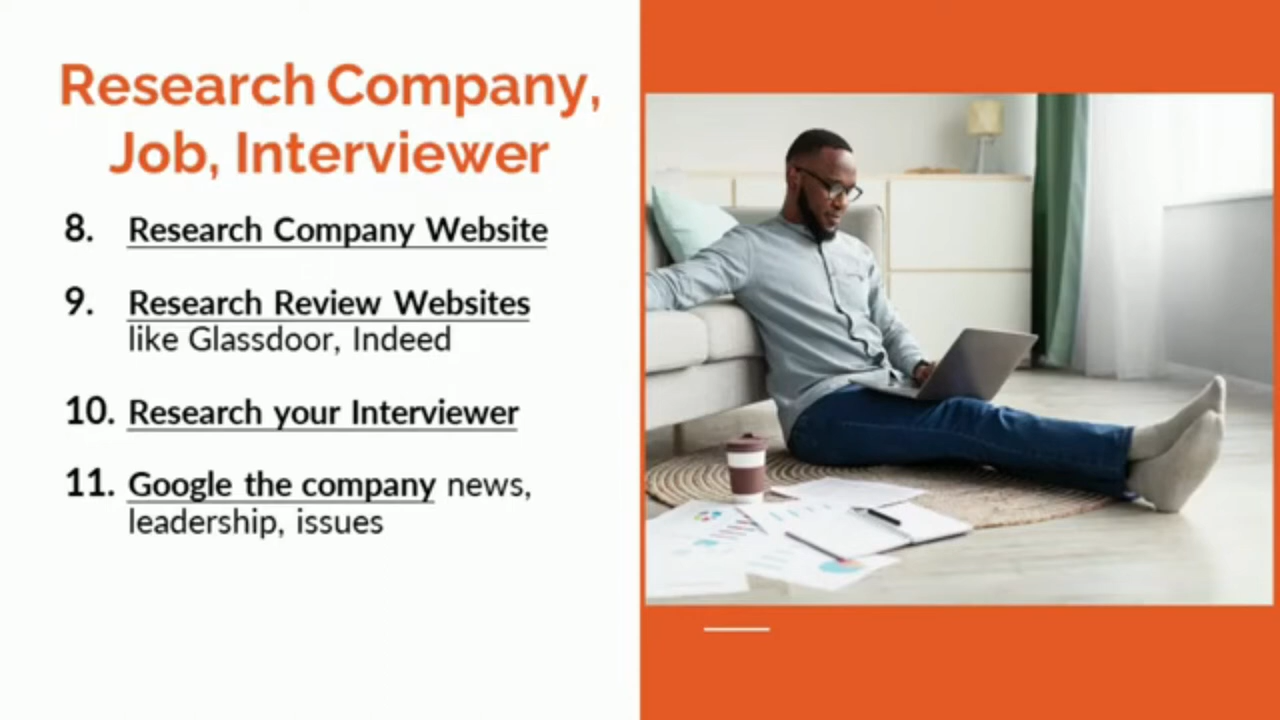 Research Company,
Job, Interviewer
8. Research Company Website
9. Research Review Websites
like Glassdoor, Indeed
10. Research your Interviewer
11. Google the company news,
leadership, issues